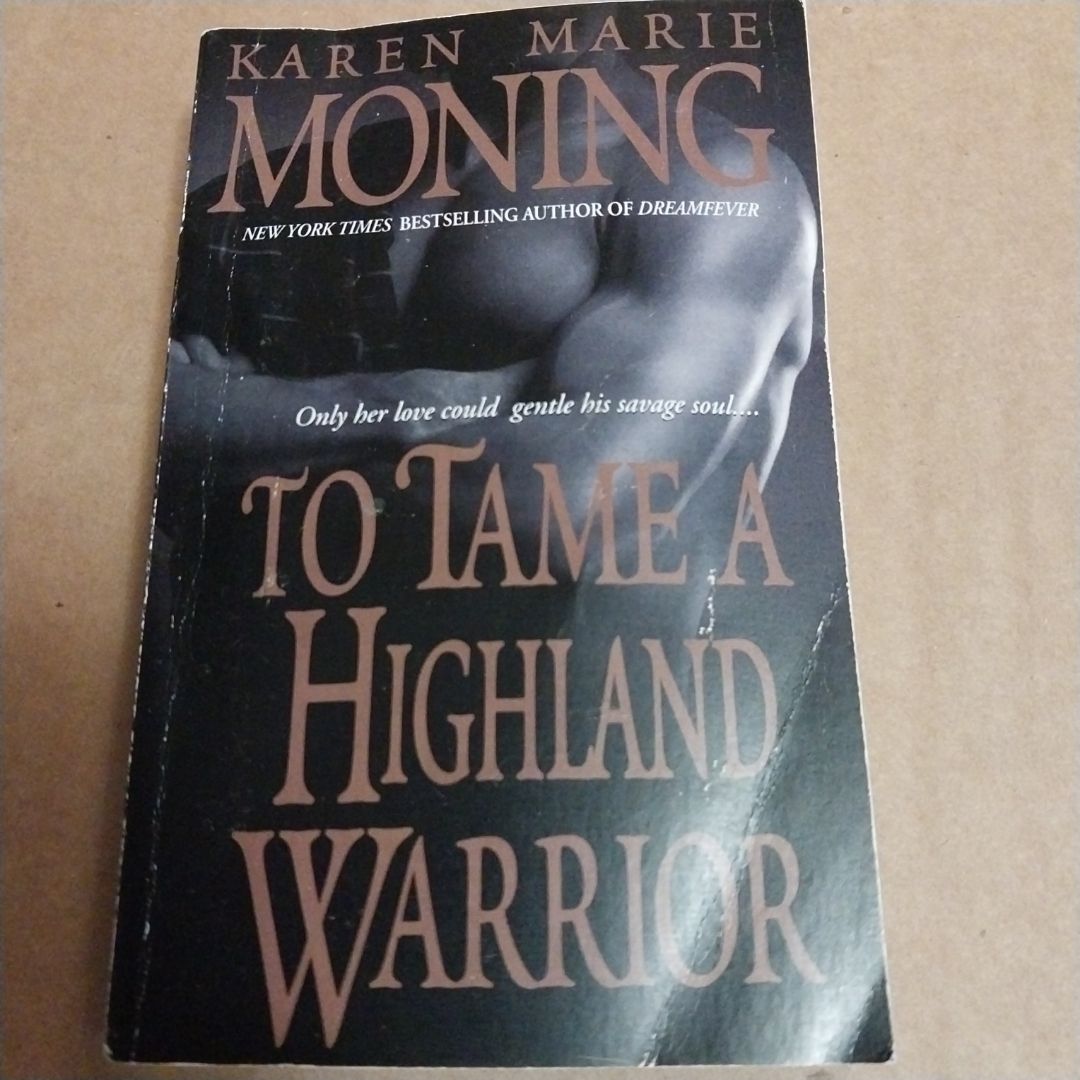 KAREN MARIE
MONING
NEW YORK TIMES BESTSELLING AUTHOR OF DREAMFEVER
Only her love could gentle his savage soul....
TO TAME A
HIGHLAND
WARRIOR